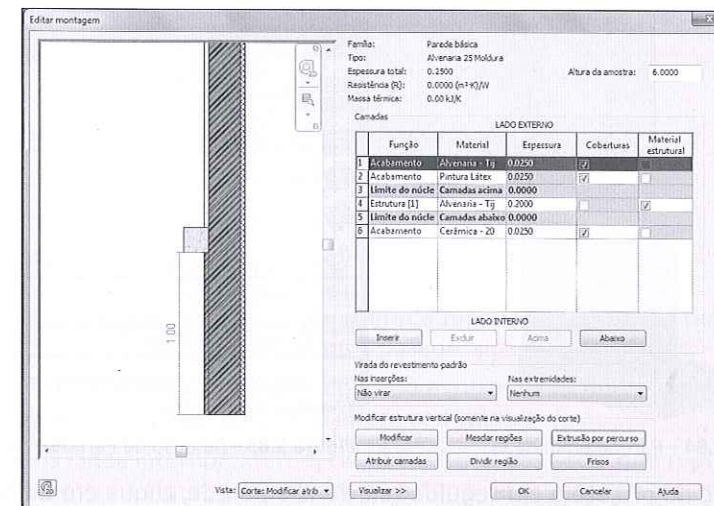 Editar montagem
Família: Parede básica
Tipo: Alvenaria 25 Moldura
Espessura total: 0.2500 Altura da amostra: 6.0000
Resistência (R): 0.0000 (m²·K)/W
Massa térmica: 0.00 kJ/K
Camadas
LADO EXTERNO
Função Material Espessura Coberturas Material estrutural
1 Acabamento Alvenaria - Tij 0.0250
2 Acabamento Pintura Látex 0.0250
3 Limite do núcle Camadas acima 0.0000
4 Estrutura [1] Alvenaria - Tij 0.2000
5 Limite do núcle Camadas abaixo 0.0000
6 Acabamento Cerâmica - 20 0.0250
LADO INTERNO
Inserir Excluir Acima Abaixo
Virada do revestimento padrão
Nas inserções: Nas extremidades:
Não virar Nenhum
Modificar estrutura vertical (somente na visualização do corte)
Modificar Mesclar regiões Extrusão por percurso
Atribuir camadas Dividir região Frisos
1.00
Vista: Corte: Modificar atrib Visualizar >> OK Cancelar Ajuda